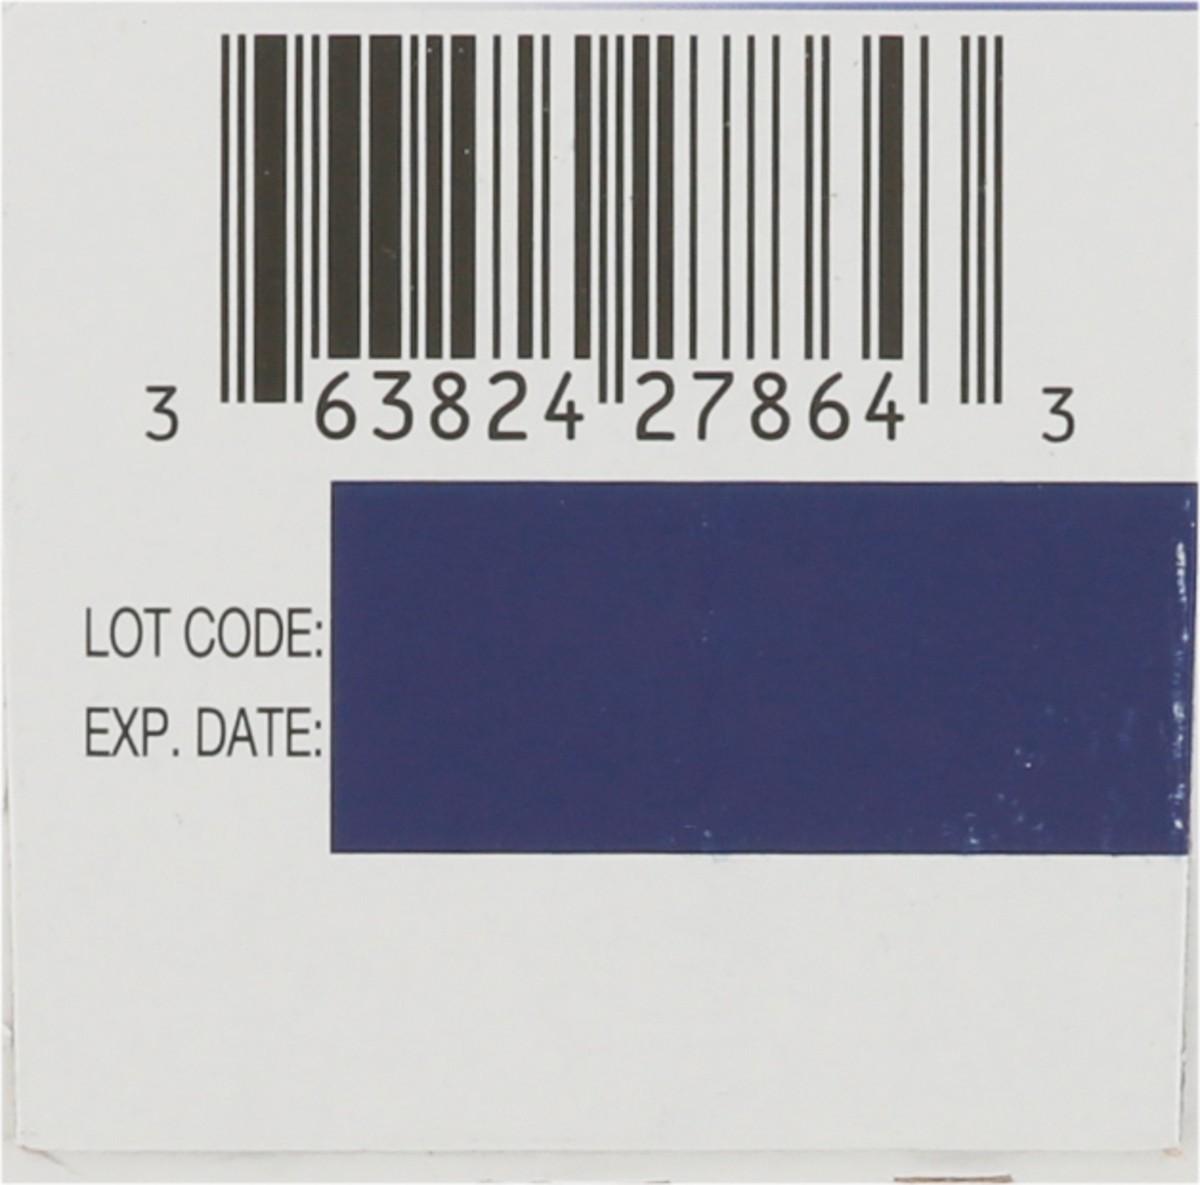 3 63824 27864 3
LOT CODE:
EXP. DATE: